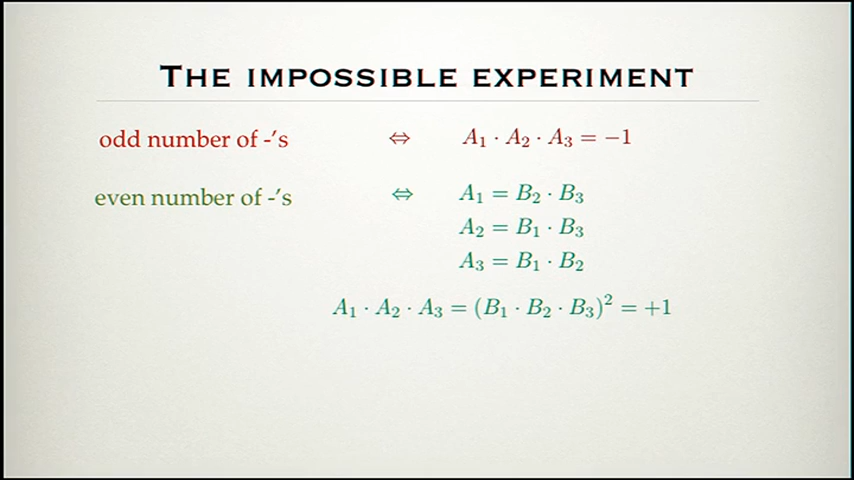 THE IMPOSSIBLE EXPERIMENT
odd number of -'s ⇔ A₁ · A₂ · A₃ = −1
even number of -'s ⇔ A₁ = B₂ · B₃
A₂ = B₁ · B₃
A₃ = B₁ · B₂
A₁ · A₂ · A₃ = (B₁ · B₂ · B₃)² = +1